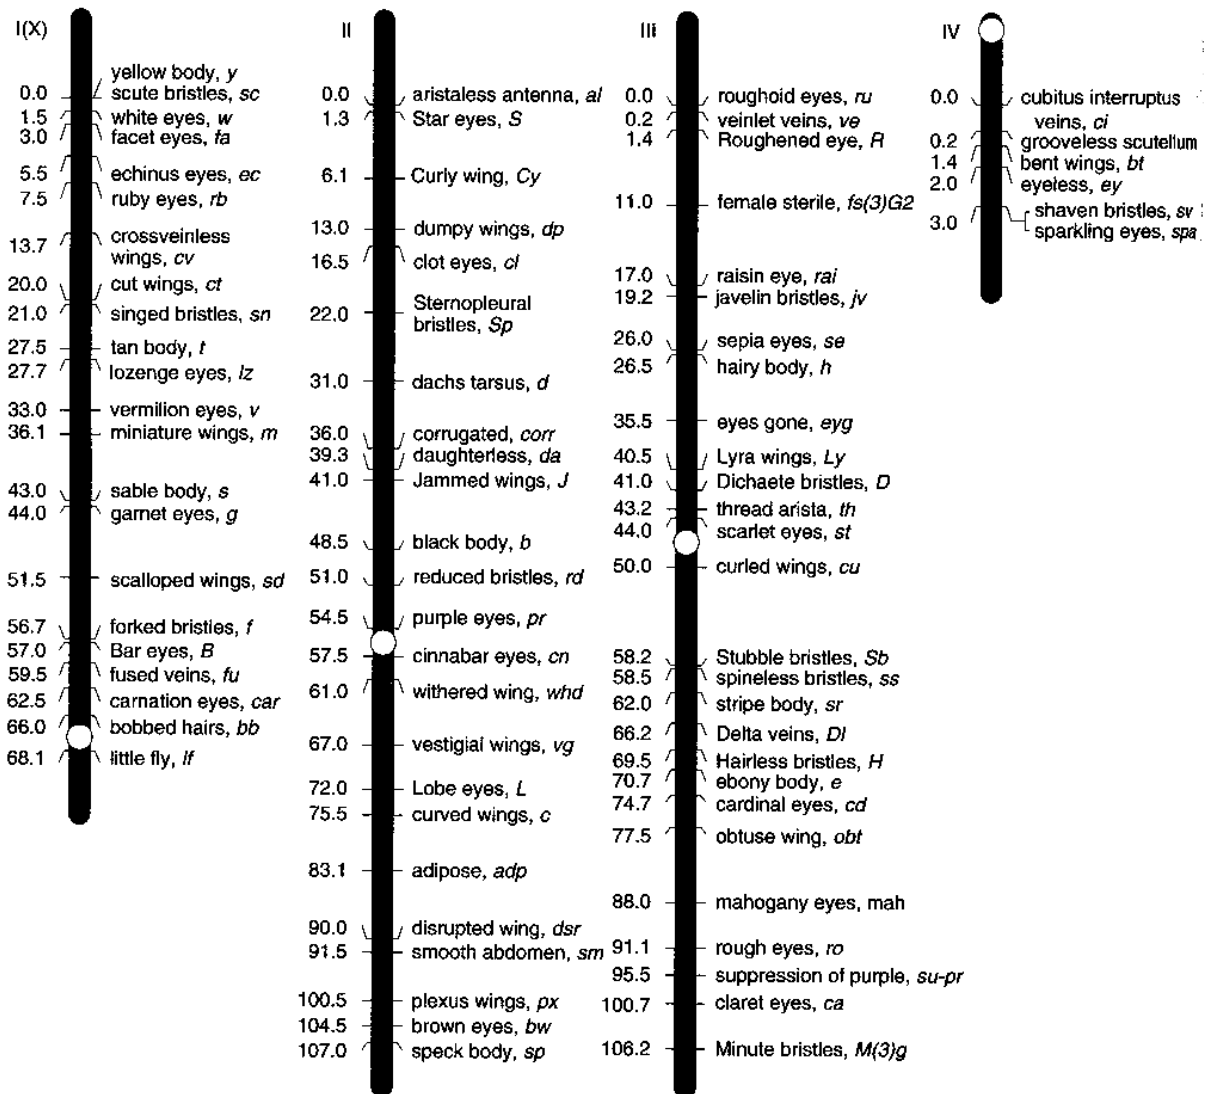 I(X)
yellow body, y
0.0 scute bristles, sc
1.5 white eyes, w
3.0 facet eyes, fa
5.5 echinus eyes, ec
7.5 ruby eyes, rb
13.7 crossveinless
wings, cv
20.0 cut wings, ct
21.0 singed bristles, sn
27.5 tan body, t
27.7 lozenge eyes, lz
33.0 vermilion eyes, v
36.1 miniature wings, m
43.0 sable body, s
44.0 garnet eyes, g
51.5 scalloped wings, sd
56.7 forked bristles, f
57.0 Bar eyes, B
59.5 fused veins, fu
62.5 carnation eyes, car
66.0 bobbed hairs, bb
68.1 little fly, lf
II
0.0 aristaless antenna, al
1.3 Star eyes, S
6.1 Curly wing, Cy
13.0 dumpy wings, dp
16.5 clot eyes, cl
22.0 Sternopleural
bristles, Sp
31.0 dachs tarsus, d
36.0 corrugated, corr
39.3 daughterless, da
41.0 Jammed wings, J
48.5 black body, b
51.0 reduced bristles, rd
54.5 purple eyes, pr
57.5 cinnabar eyes, cn
61.0 withered wing, whd
67.0 vestigial wings, vg
72.0 Lobe eyes, L
75.5 curved wings, c
83.1 adipose, adp
90.0 disrupted wing, dsr
91.5 smooth abdomen, sm
100.5 plexus wings, px
104.5 brown eyes, bw
107.0 speck body, sp
III
0.0 roughoid eyes, ru
0.2 veinlet veins, ve
1.4 Roughened eye, R
11.0 female sterile, fs(3)G2
17.0 raisin eye, rai
19.2 javelin bristles, jv
26.0 sepia eyes, se
26.5 hairy body, h
35.5 eyes gone, eyg
40.5 Lyra wings, Ly
41.0 Dichaete bristles, D
43.2 thread arista, th
44.0 scarlet eyes, st
50.0 curled wings, cu
58.2 Stubble bristles, Sb
58.5 spineless bristles, ss
62.0 stripe body, sr
66.2 Delta veins, Dl
69.5 Hairless bristles, H
70.7 ebony body, e
74.7 cardinal eyes, cd
77.5 obtuse wing, obt
88.0 mahogany eyes, mah
91.1 rough eyes, ro
95.5 suppression of purple, su-pr
100.7 claret eyes, ca
106.2 Minute bristles, M(3)g
IV
0.0 cubitus interruptus
veins, ci
0.2 grooveless scutellum
1.4 bent wings, bt
2.0 eyeless, ey
3.0 shaven bristles, sv
sparkling eyes, spa